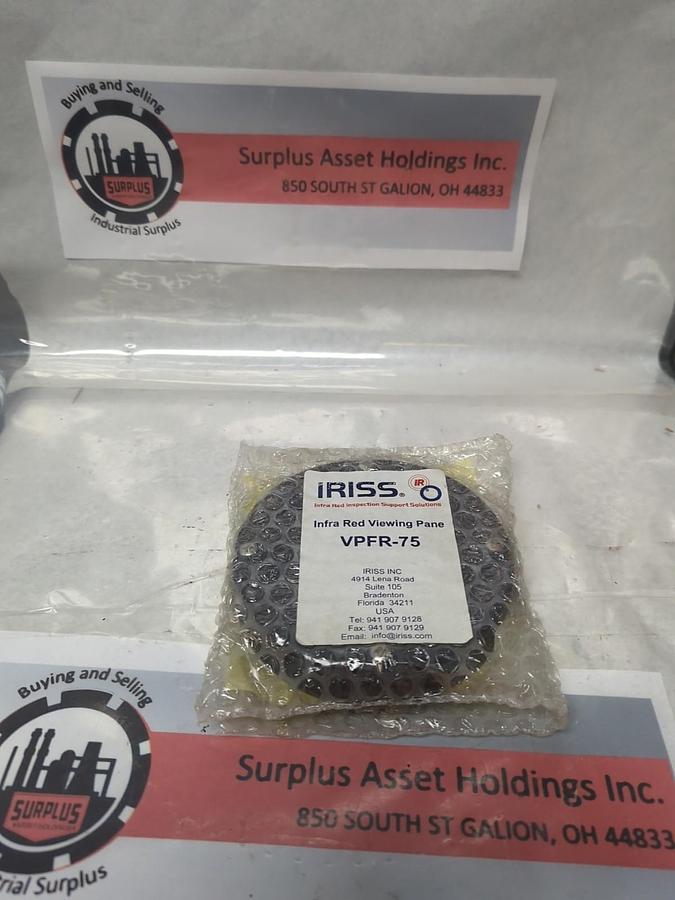 Buying and Selling
SURPLUS
Industrial Surplus
Surplus Asset Holdings Inc.
850 SOUTH ST GALION, OH 44833
IRISS®
IR
Infra Red Inspection Support Solutions
Infra Red Viewing Pane
VPFR-75
IRISS INC
4914 Lena Road
Suite 105
Bradenton
Florida 34211
USA
Tel: 941 907 9128
Fax: 941 907 9129
Email: info@iriss.com
Buying and Selling
SURPLUS
ASSET HOLDINGS
rial Surplus
Surplus Asset Holdings Inc.
850 SOUTH ST GALION, OH 44833